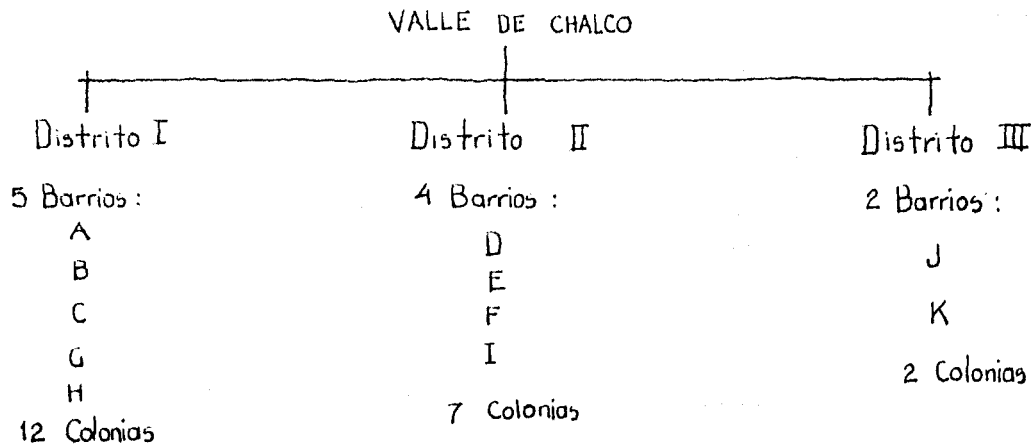 VALLE DE CHALCO
Distrito I
5 Barrios :
A
B
C
G
H
12 Colonias
Distrito II
4 Barrios :
D
E
F
I
7 Colonias
Distrito III
2 Barrios :
J
K
2 Colonias